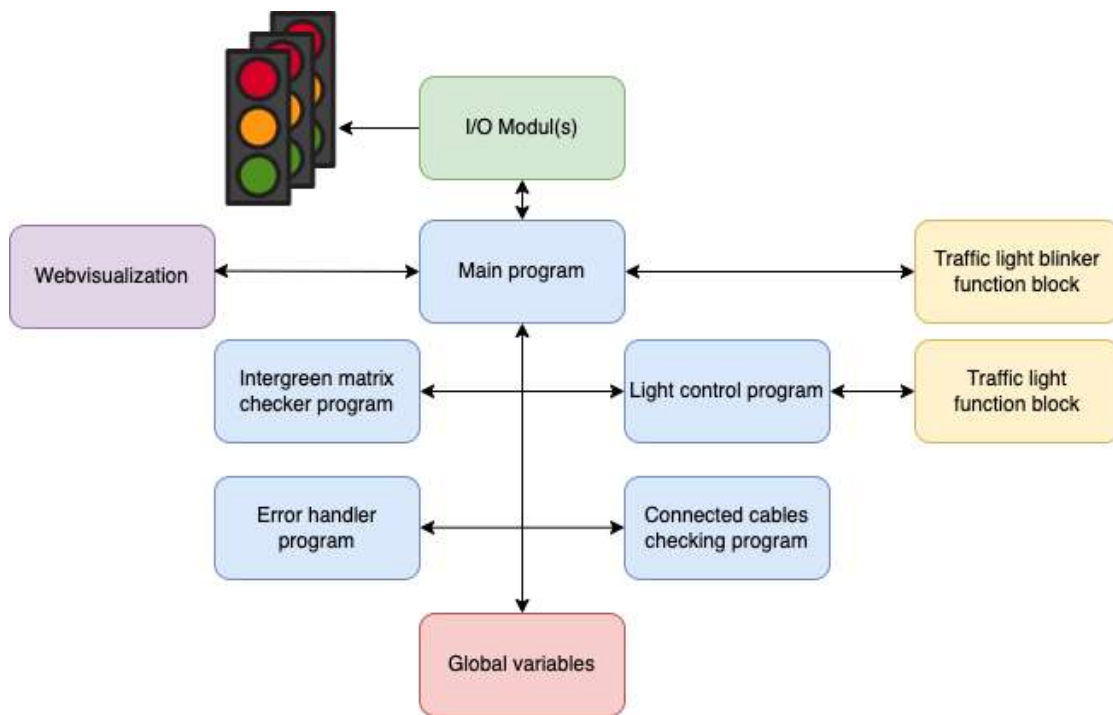 I/O Modul(s)
Webvisualization
Main program
Traffic light blinker
function block
Intergreen matrix
checker program
Light control program
Traffic light
function block
Error handler
program
Connected cables
checking program
Global variables